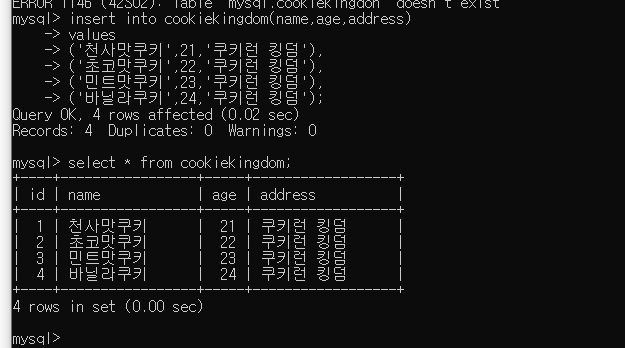 ERROR 1146 (42S02): Table 'mysql.cookiekingdon' doesn't exist
mysql> insert into cookiekingdom(name,age,address)
    -> values
    -> ('천사맛쿠키',21,'쿠키런 킹덤'),
    -> ('초코맛쿠키',22,'쿠키런 킹덤'),
    -> ('민트맛쿠키',23,'쿠키런 킹덤'),
    -> ('바닐라쿠키',24,'쿠키런 킹덤');
Query OK, 4 rows affected (0.02 sec)
Records: 4  Duplicates: 0  Warnings: 0
mysql> select * from cookiekingdom;
+----+-----------------+-----+------------------+
| id | name | age | address |
+----+-----------------+-----+------------------+
| 1 | 천사맛쿠키 | 21 | 쿠키런 킹덤 |
| 2 | 초코맛쿠키 | 22 | 쿠키런 킹덤 |
| 3 | 민트맛쿠키 | 23 | 쿠키런 킹덤 |
| 4 | 바닐라쿠키 | 24 | 쿠키런 킹덤 |
+----+-----------------+-----+------------------+
4 rows in set (0.00 sec)
mysql>